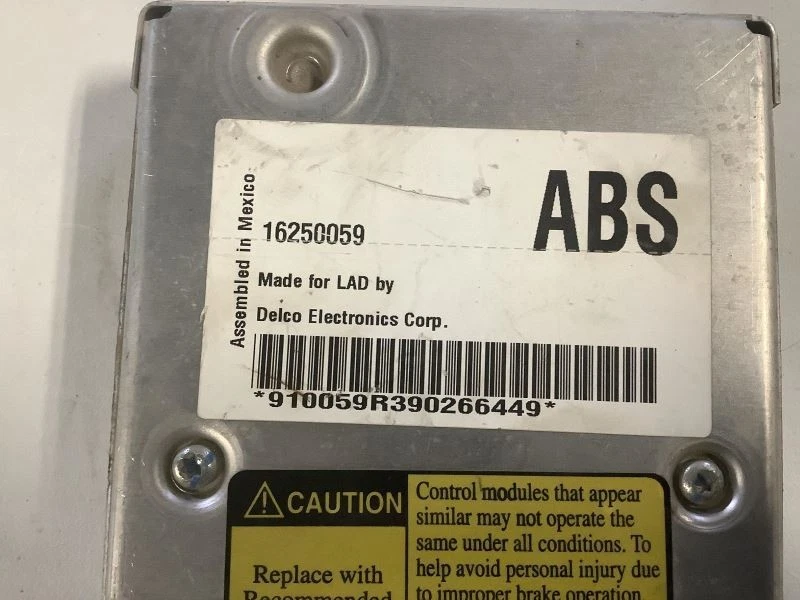 ABS
Assembled in Mexico
16250059
Made for LAD by
Delco Electronics Corp.
*910059R390266449*
CAUTION
Replace with
Recommended
Control modules that appear
similar may not operate the
same under all conditions. To
help avoid personal injury due
to improper brake operation